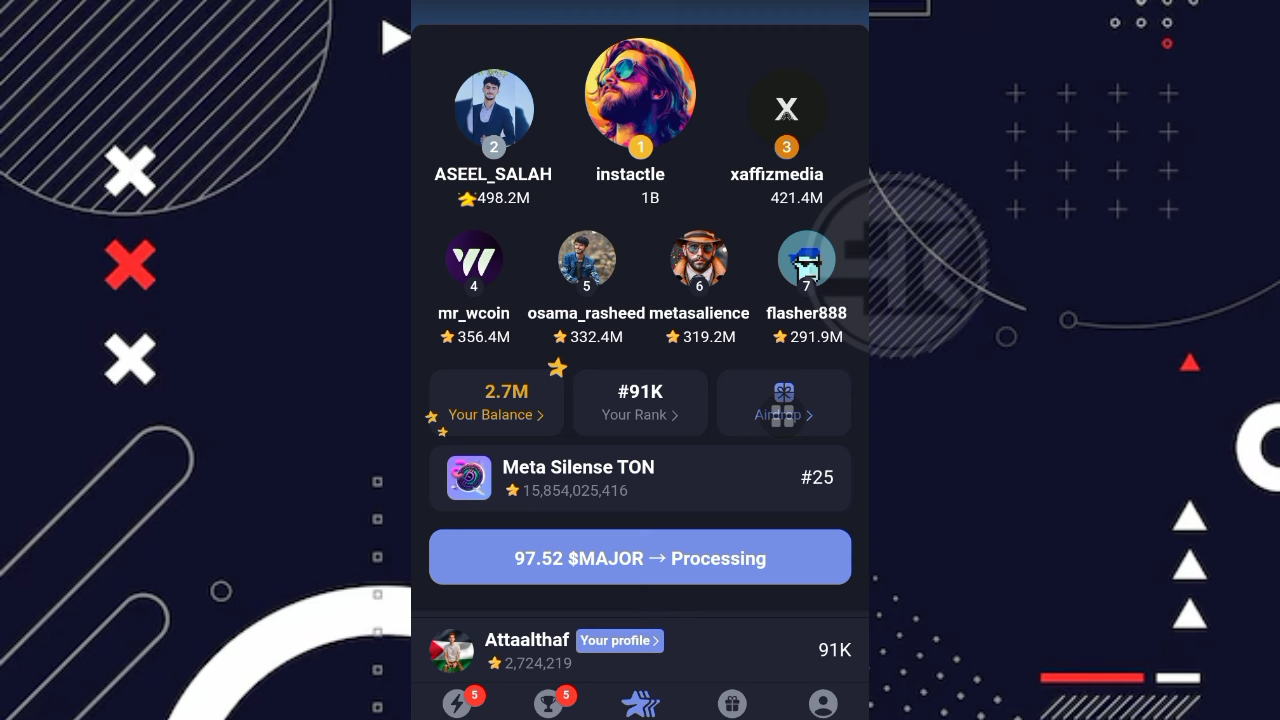 X
2
1
3
ASEEL_SALAH
instactle
xaffizmedia
498.2M
1B
421.4M
4
5
6
7
mr_wcoin
osama_rasheed
metasalience
flasher888
356.4M
332.4M
319.2M
291.9M
2.7M
#91K
Your Balance >
Your Rank >
Airdrop >
Meta Silense TON
15,854,025,416
#25
97.52 $MAJOR → Processing
Attaalthaf
Your profile >
2,724,219
91K
5
5